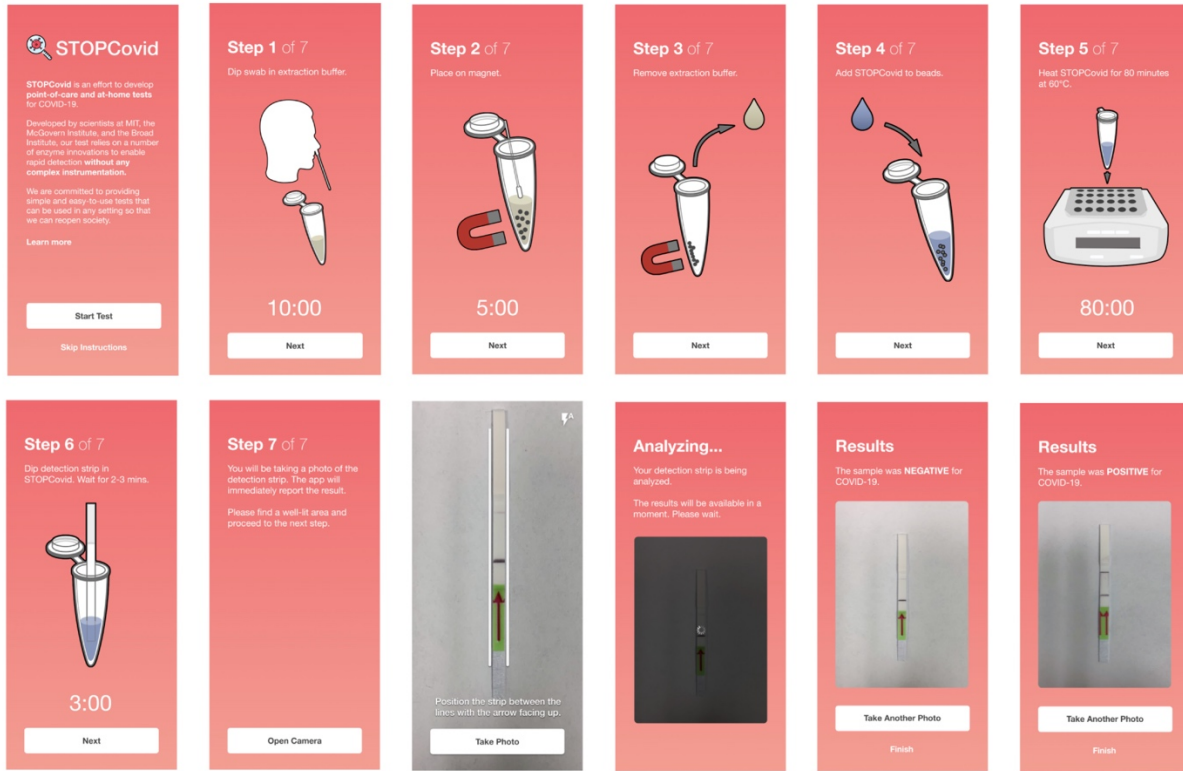 STOPCovid
STOPCovid is an effort to develop
point-of-care and at-home tests
for COVID-19.
Developed by scientists at MIT, the
McGovern Institute, and the Broad
Institute, our test relies on a number
of enzyme innovations to enable
rapid detection without any
complex instrumentation.
We are committed to providing
simple and easy-to-use tests that
can be used in any setting so that
we can reopen society.
Learn more
Start Test
Skip Instructions
Step 1 of 7
Dip swab in extraction buffer.
10:00
Next
Step 2 of 7
Place on magnet.
5:00
Next
Step 3 of 7
Remove extraction buffer.
Next
Step 4 of 7
Add STOPCovid to beads.
Next
Step 5 of 7
Heat STOPCovid for 80 minutes
at 60°C.
80:00
Next
Step 6 of 7
Dip detection strip in
STOPCovid. Wait for 2-3 mins.
3:00
Next
Step 7 of 7
You will be taking a photo of the
detection strip. The app will
immediately report the result.
Please find a well-lit area and
proceed to the next step.
Open Camera
A
Position the strip between the
lines with the arrow facing up.
Take Photo
Analyzing...
Your detection strip is being
analyzed.
The results will be available in a
moment. Please wait.
Results
The sample was NEGATIVE for
COVID-19.
Take Another Photo
Finish
Results
The sample was POSITIVE for
COVID-19.
Take Another Photo
Finish